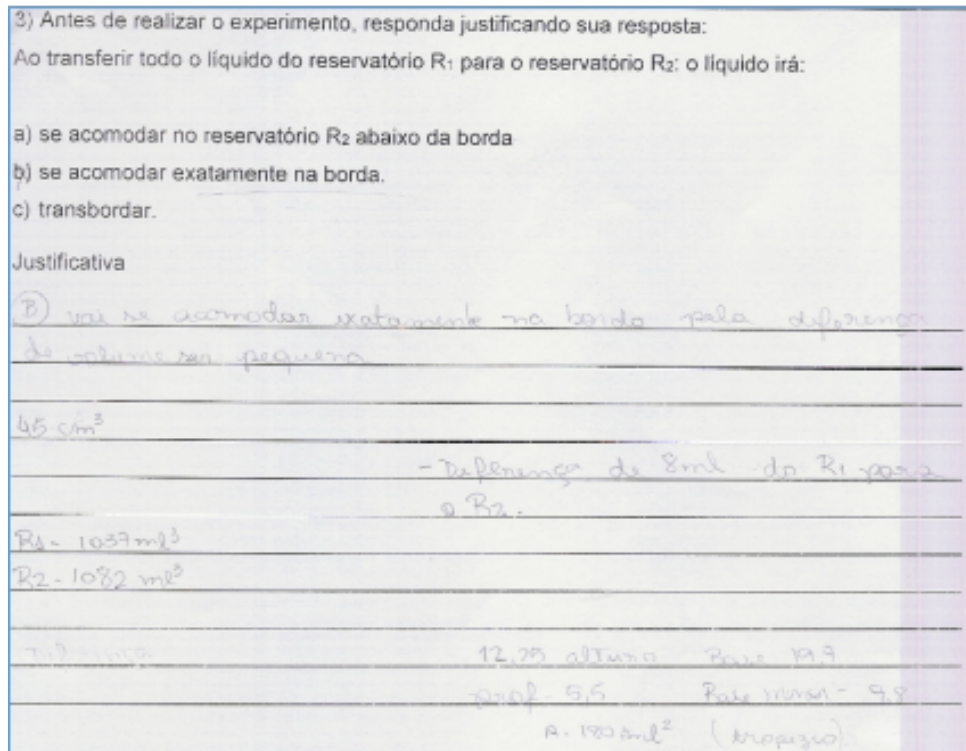 3) Antes de realizar o experimento, responda justificando sua resposta:
Ao transferir todo o líquido do reservatório R₁ para o reservatório R₂: o líquido irá:
a) se acomodar no reservatório R₂ abaixo da borda
b) se acomodar exatamente na borda.
c) transbordar.
Justificativa
B) vai se acomodar exatamente na borda pela diferença
de volume ser pequena
45 cm³
- Diferença de 8ml do R1 para
o R2.
R1 - 1037 ml³
R2 - 1082 ml³
12,25 altura Base 19,9
prof 5,5 Base menor - 9,8
A. 180 ml² (trapézio)